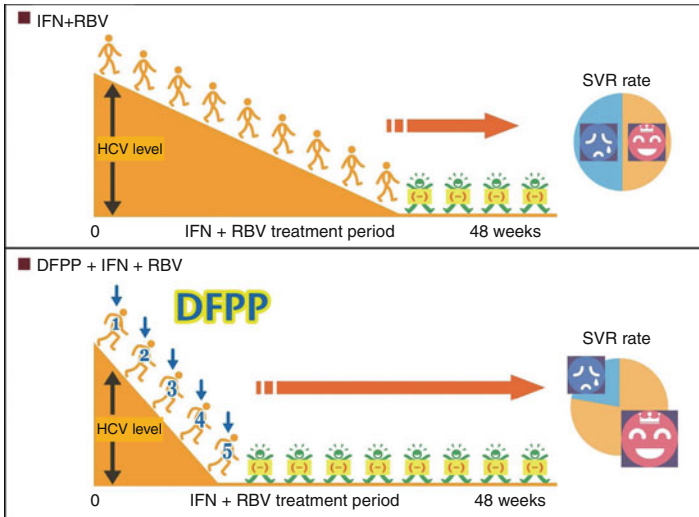 IFN+RBV
SVR rate
HCV level
(-) (-) (-) (-)
0 IFN + RBV treatment period 48 weeks
DFPP + IFN + RBV
DFPP
1
2
3
4
5
SVR rate
HCV level
(-) (-) (-) (-) (-) (-) (-) (-)
0 IFN + RBV treatment period 48 weeks